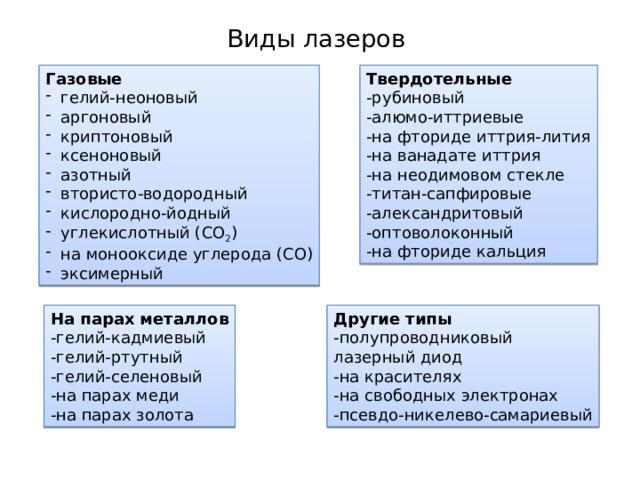 Виды лазеров
Газовые
- гелий-неоновый
- аргоновый
- криптоновый
- ксеноновый
- азотный
- втористо-водородный
- кислородно-йодный
- углекислотный (CO₂)
- на монооксиде углерода (CO)
- эксимерный
Твердотельные
-рубиновый
-алюмо-иттриевые
-на фториде иттрия-лития
-на ванадате иттрия
-на неодимовом стекле
-титан-сапфировые
-александритовый
-оптоволоконный
-на фториде кальция
На парах металлов
-гелий-кадмиевый
-гелий-ртутный
-гелий-селеновый
-на парах меди
-на парах золота
Другие типы
-полупроводниковый
лазерный диод
-на красителях
-на свободных электронах
-псевдо-никелево-самариевый